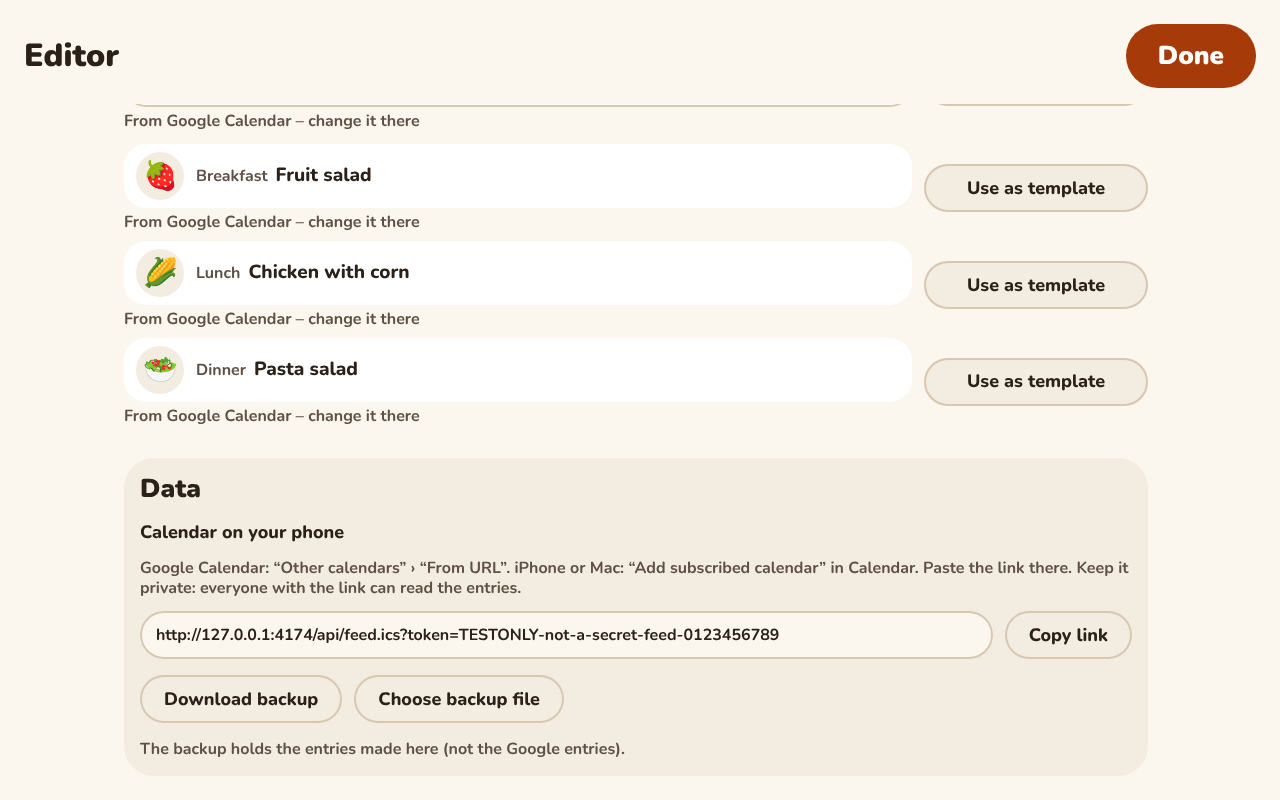 Editor
Done
From Google Calendar – change it there
Breakfast Fruit salad
Use as template
From Google Calendar – change it there
Lunch Chicken with corn
Use as template
From Google Calendar – change it there
Dinner Pasta salad
Use as template
From Google Calendar – change it there
Data
Calendar on your phone
Google Calendar: “Other calendars” › “From URL”. iPhone or Mac: “Add subscribed calendar” in Calendar. Paste the link there. Keep it
private: everyone with the link can read the entries.
http://127.0.0.1:4174/api/feed.ics?token=TESTONLY-not-a-secret-feed-0123456789
Copy link
Download backup
Choose backup file
The backup holds the entries made here (not the Google entries).